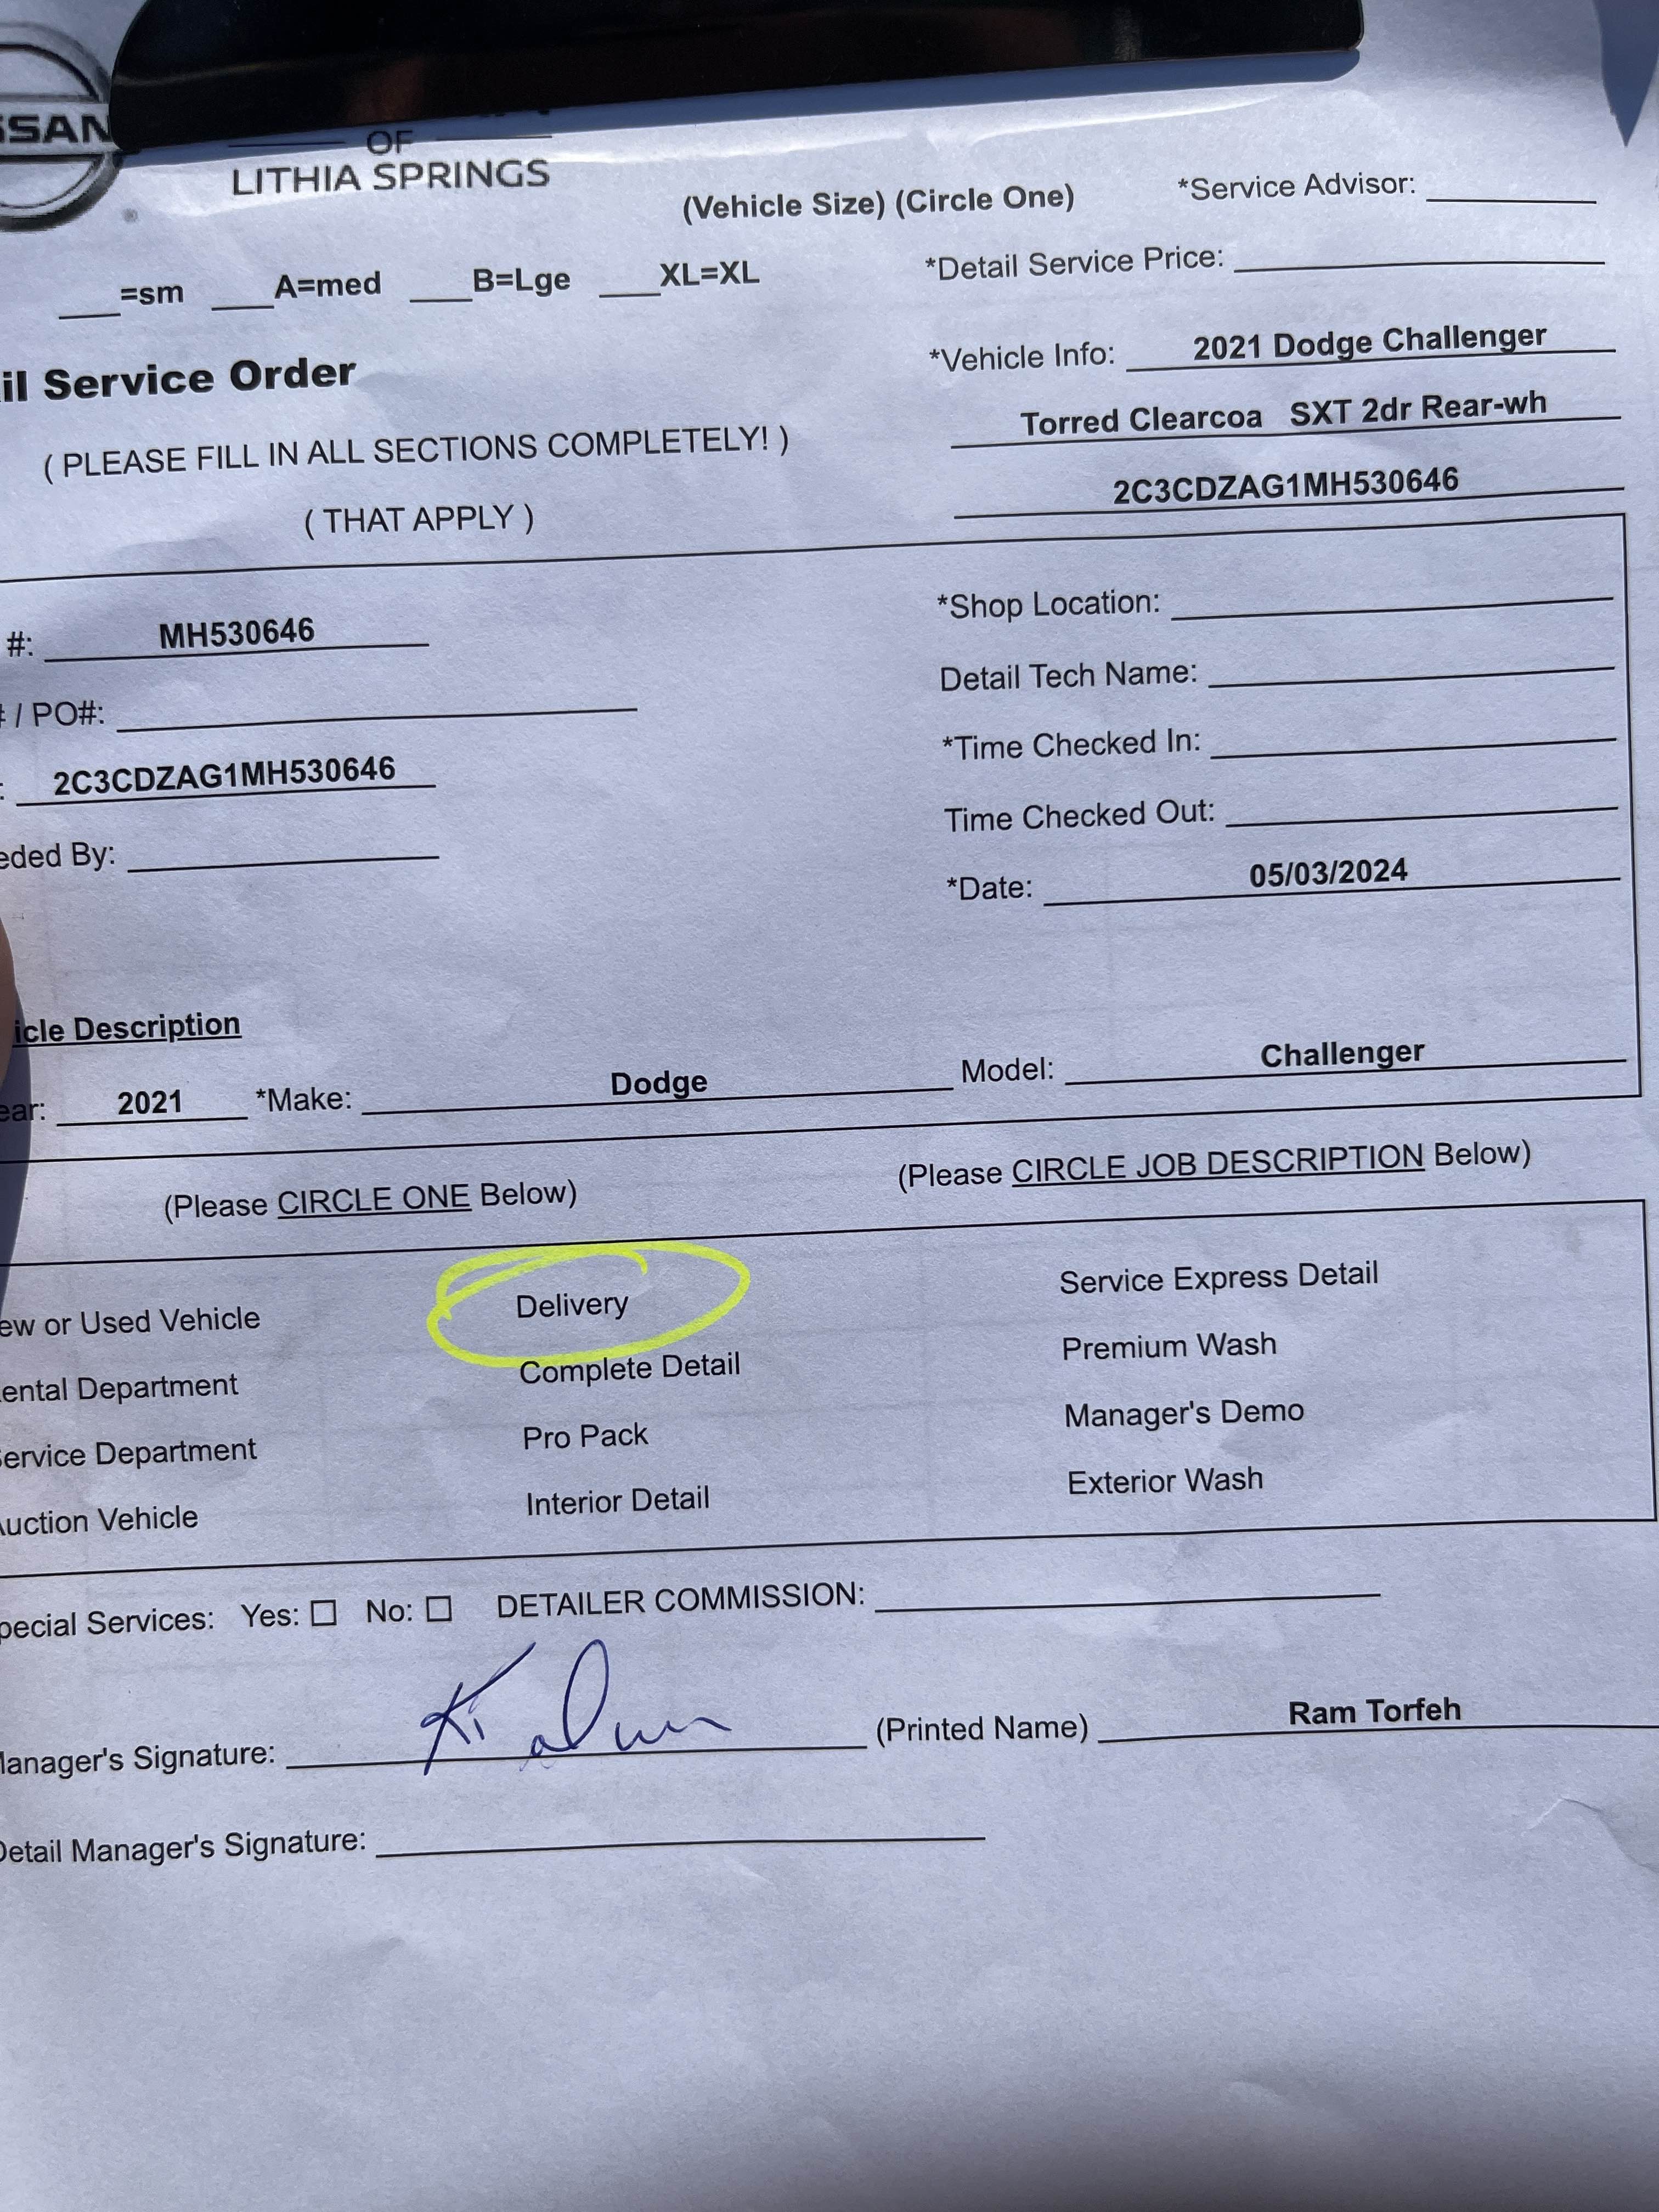 SSAN
OF
LITHIA SPRINGS
(Vehicle Size) (Circle One)
*Service Advisor:
=sm A=med B=Lge XL=XL
*Detail Service Price:
il Service Order
*Vehicle Info: 2021 Dodge Challenger
(PLEASE FILL IN ALL SECTIONS COMPLETELY!)
Torred Clearcoa SXT 2dr Rear-wh
(THAT APPLY)
2C3CDZAG1MH530646
#: MH530646
*Shop Location:
# / PO#:
Detail Tech Name:
: 2C3CDZAG1MH530646
*Time Checked In:
eded By:
Time Checked Out:
*Date: 05/03/2024
icle Description
ear: 2021 *Make: Dodge Model: Challenger
(Please CIRCLE ONE Below) (Please CIRCLE JOB DESCRIPTION Below)
ew or Used Vehicle Delivery Service Express Detail
ental Department Complete Detail Premium Wash
Service Department Pro Pack Manager's Demo
Auction Vehicle Interior Detail Exterior Wash
pecial Services: Yes: No: DETAILER COMMISSION:
Manager's Signature: (Printed Name) Ram Torfeh
Detail Manager's Signature: